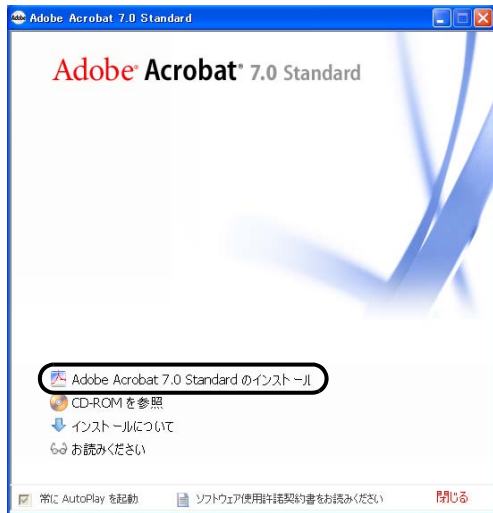 Adobe Adobe Acrobat 7.0 Standard
Adobe® Acrobat® 7.0 Standard
Adobe Acrobat 7.0 Standard のインストール
CD-ROM を参照
インストールについて
お読みください
常に AutoPlay を起動 ソフトウェア使用許諾契約書をお読みください 閉じる